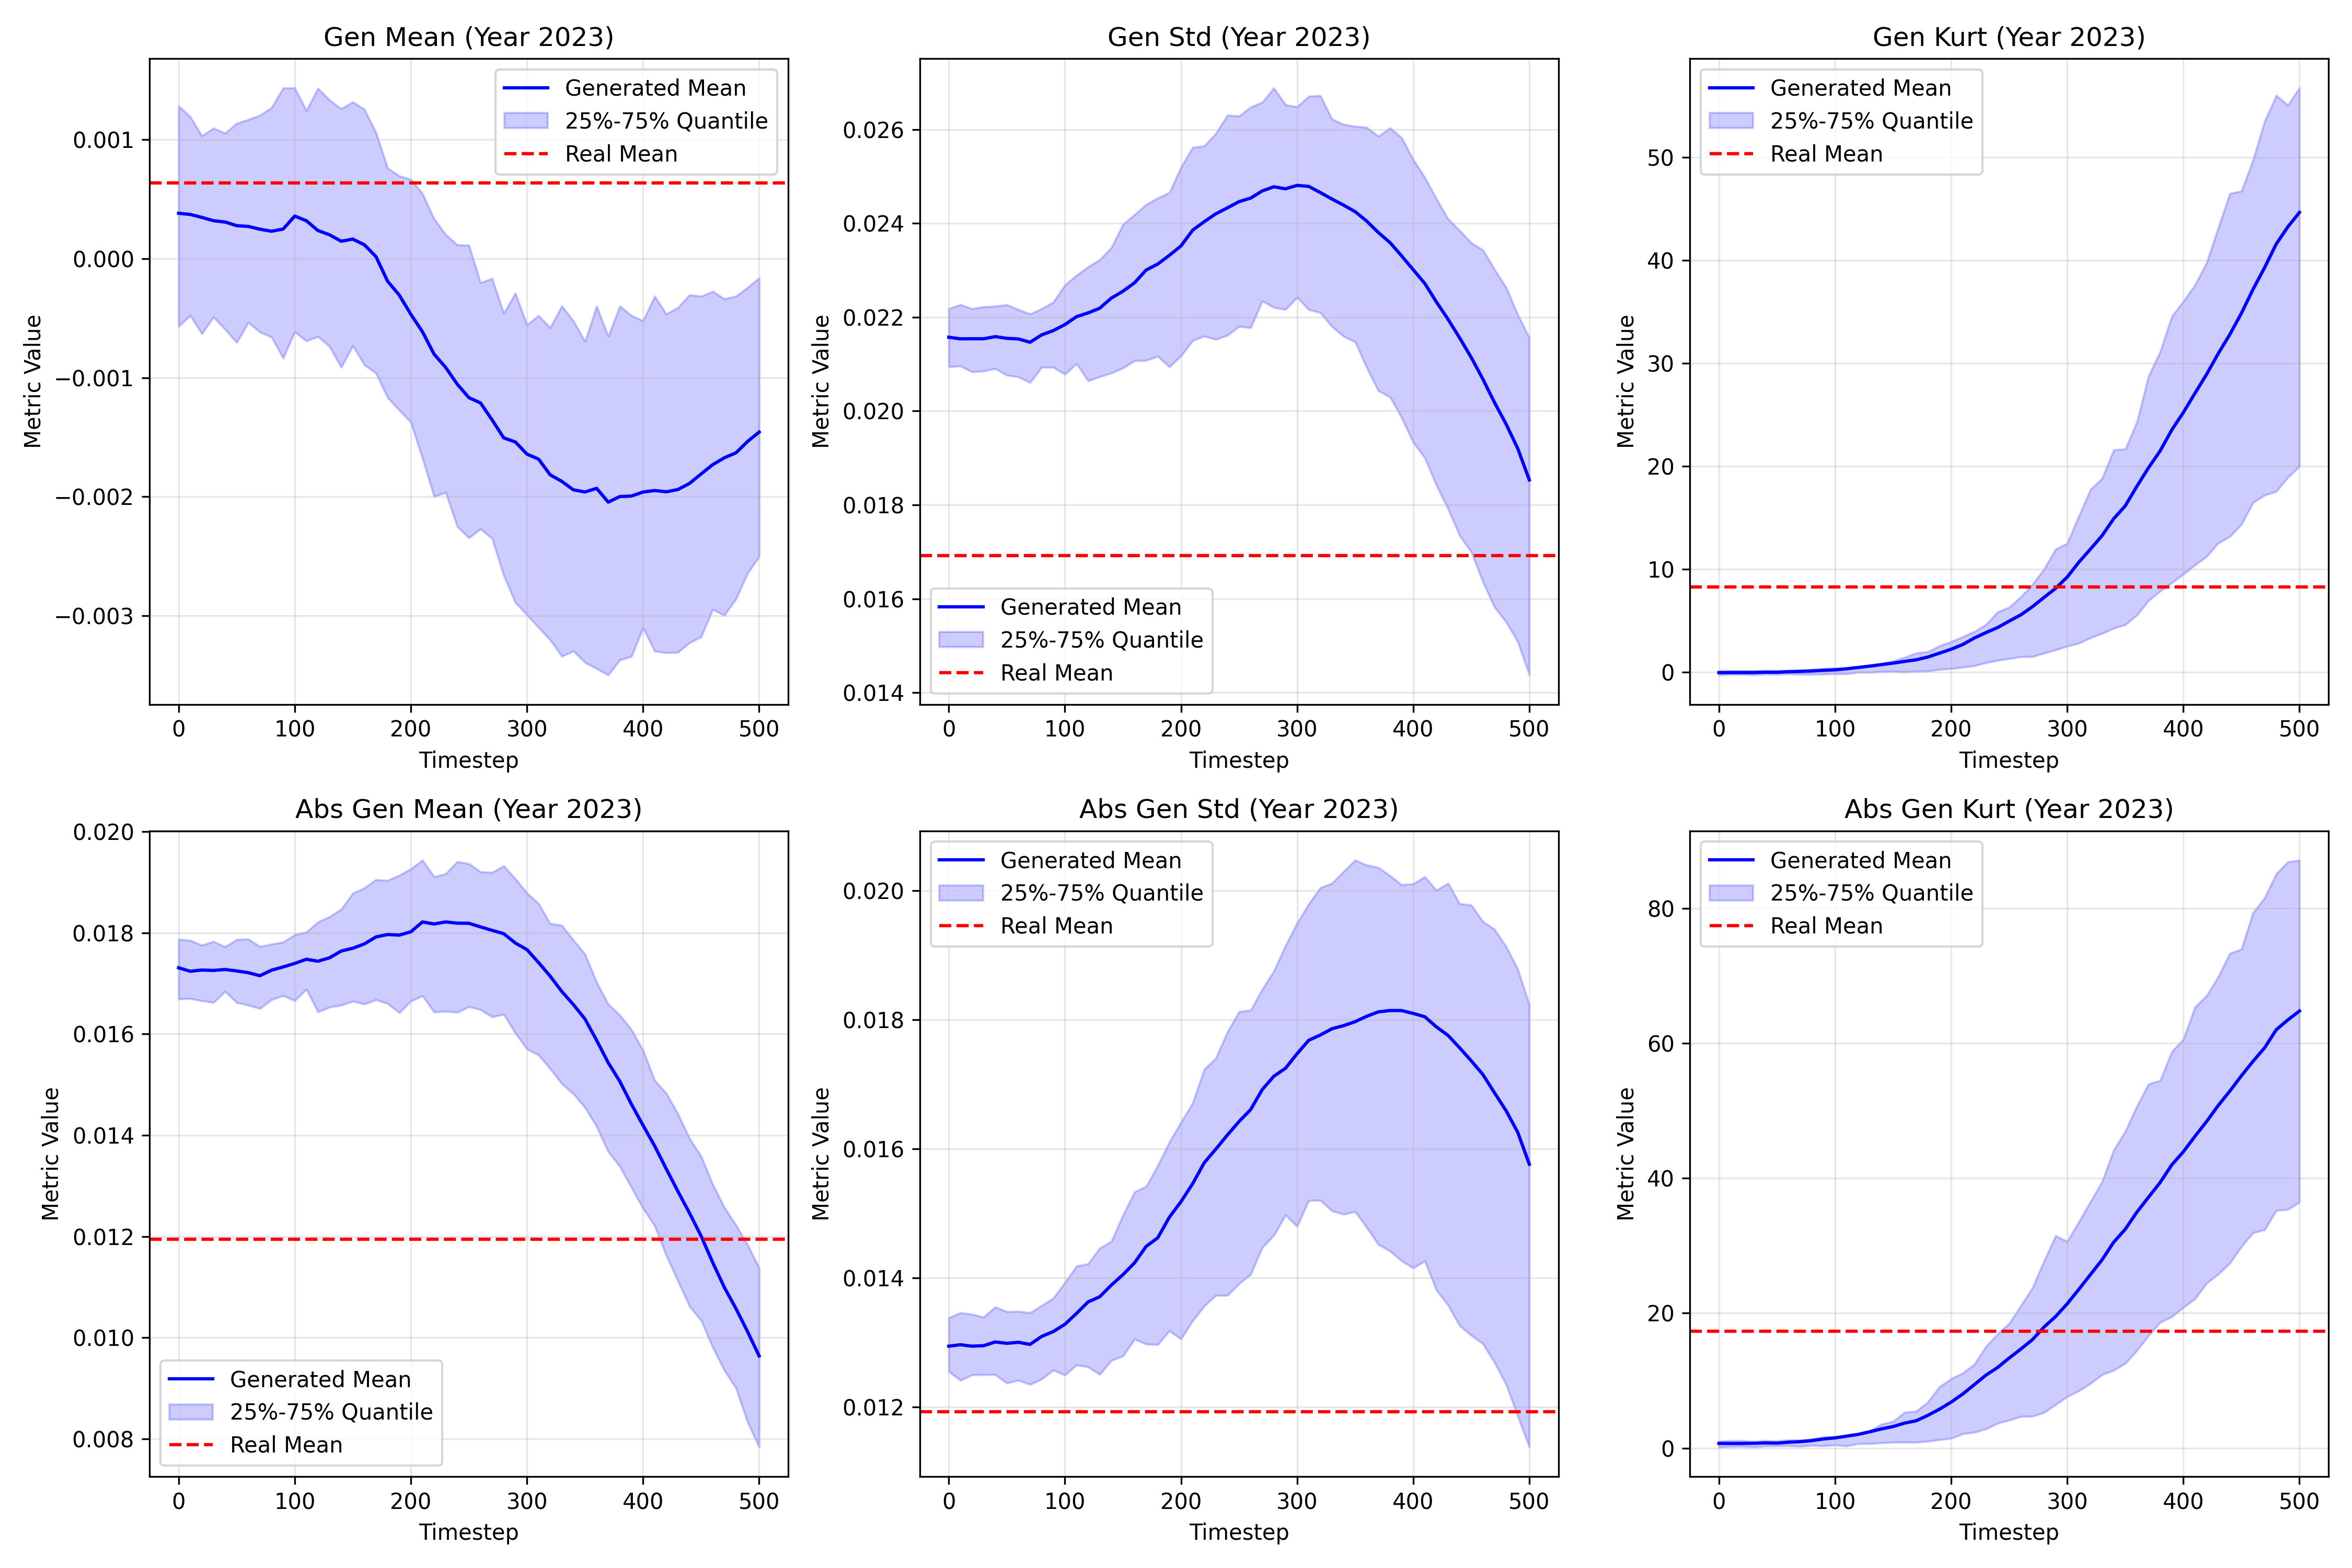 Gen Mean (Year 2023)
Metric Value
0.001
0.000
−0.001
−0.002
−0.003
Generated Mean
25%-75% Quantile
Real Mean
0 100 200 300 400 500
Timestep
Gen Std (Year 2023)
Metric Value
0.026
0.024
0.022
0.020
0.018
0.016
0.014
Generated Mean
25%-75% Quantile
Real Mean
0 100 200 300 400 500
Timestep
Gen Kurt (Year 2023)
Metric Value
50
40
30
20
10
0
Generated Mean
25%-75% Quantile
Real Mean
0 100 200 300 400 500
Timestep
Abs Gen Mean (Year 2023)
Metric Value
0.020
0.018
0.016
0.014
0.012
0.010
0.008
Generated Mean
25%-75% Quantile
Real Mean
0 100 200 300 400 500
Timestep
Abs Gen Std (Year 2023)
Metric Value
0.020
0.018
0.016
0.014
0.012
Generated Mean
25%-75% Quantile
Real Mean
0 100 200 300 400 500
Timestep
Abs Gen Kurt (Year 2023)
Metric Value
80
60
40
20
0
Generated Mean
25%-75% Quantile
Real Mean
0 100 200 300 400 500
Timestep